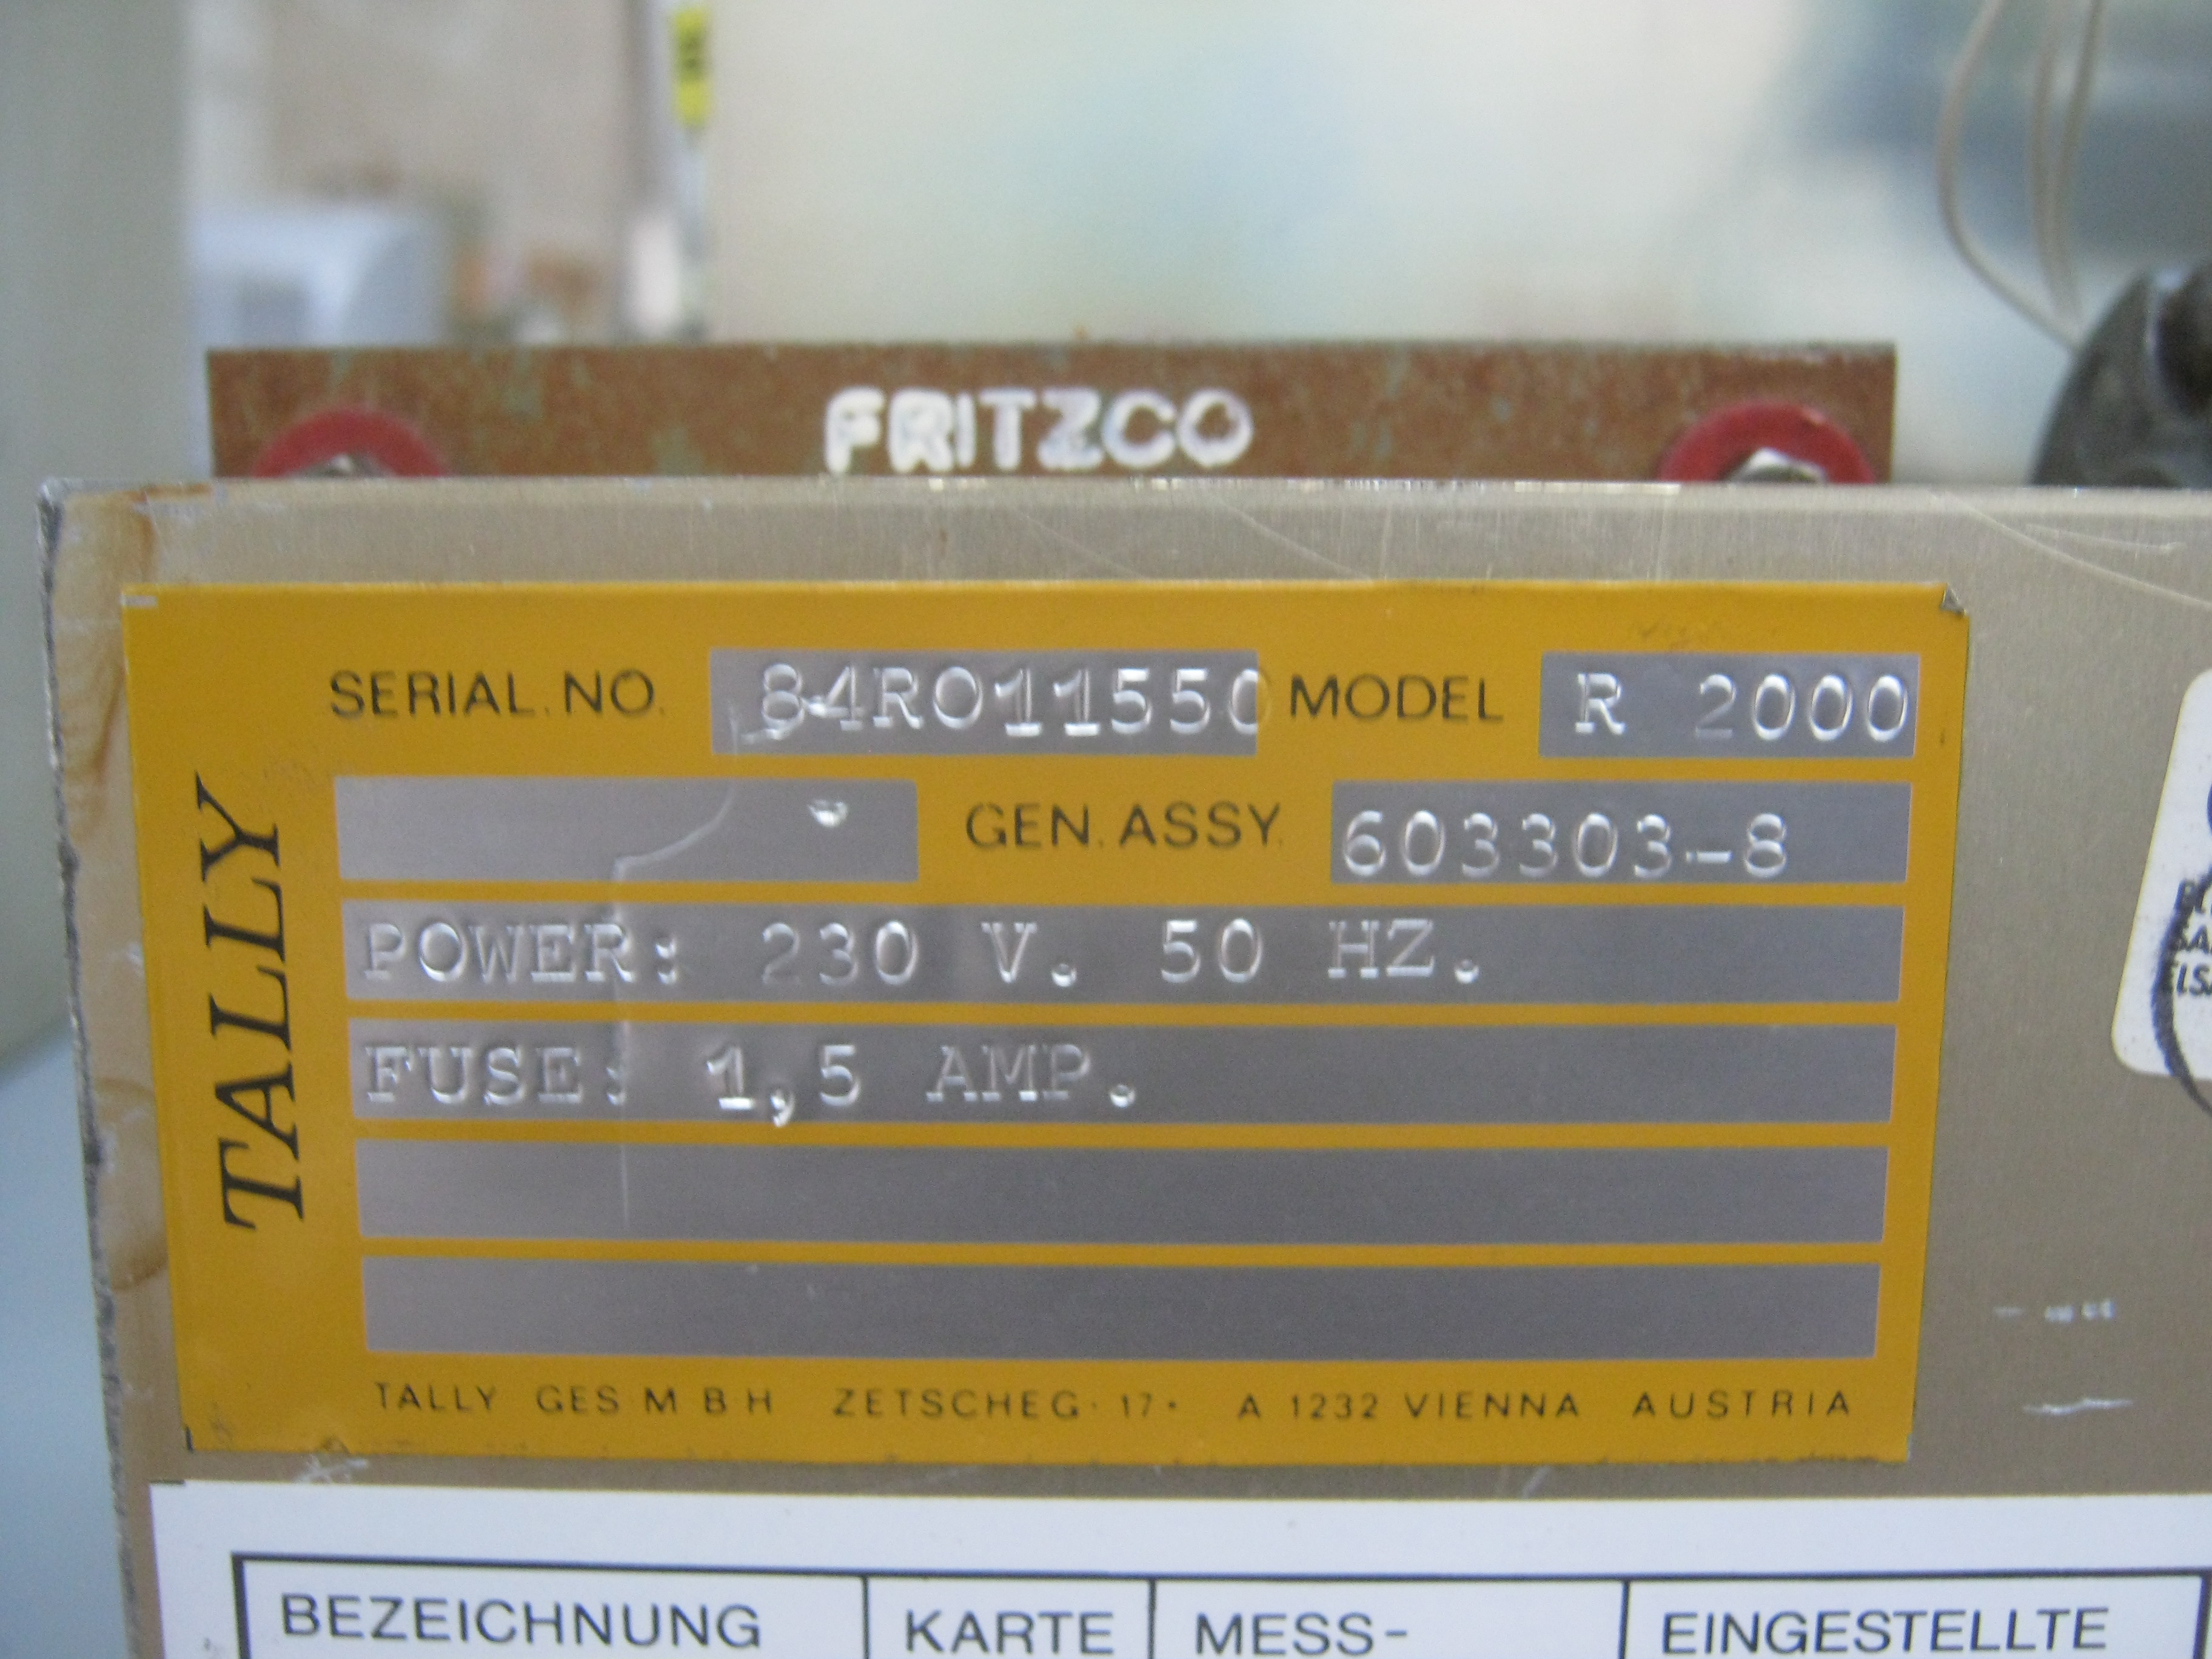 FRITZCO
SERIAL. NO. 84R011550 MODEL R 2000
GEN. ASSY. 603303-8
POWER: 230 V. 50 HZ.
FUSE: 1,5 AMP.
TALLY
TALLY GES M B H ZETSCHEG· 17· A 1232 VIENNA AUSTRIA
BEZEICHNUNG KARTE MESS- EINGESTELLTE